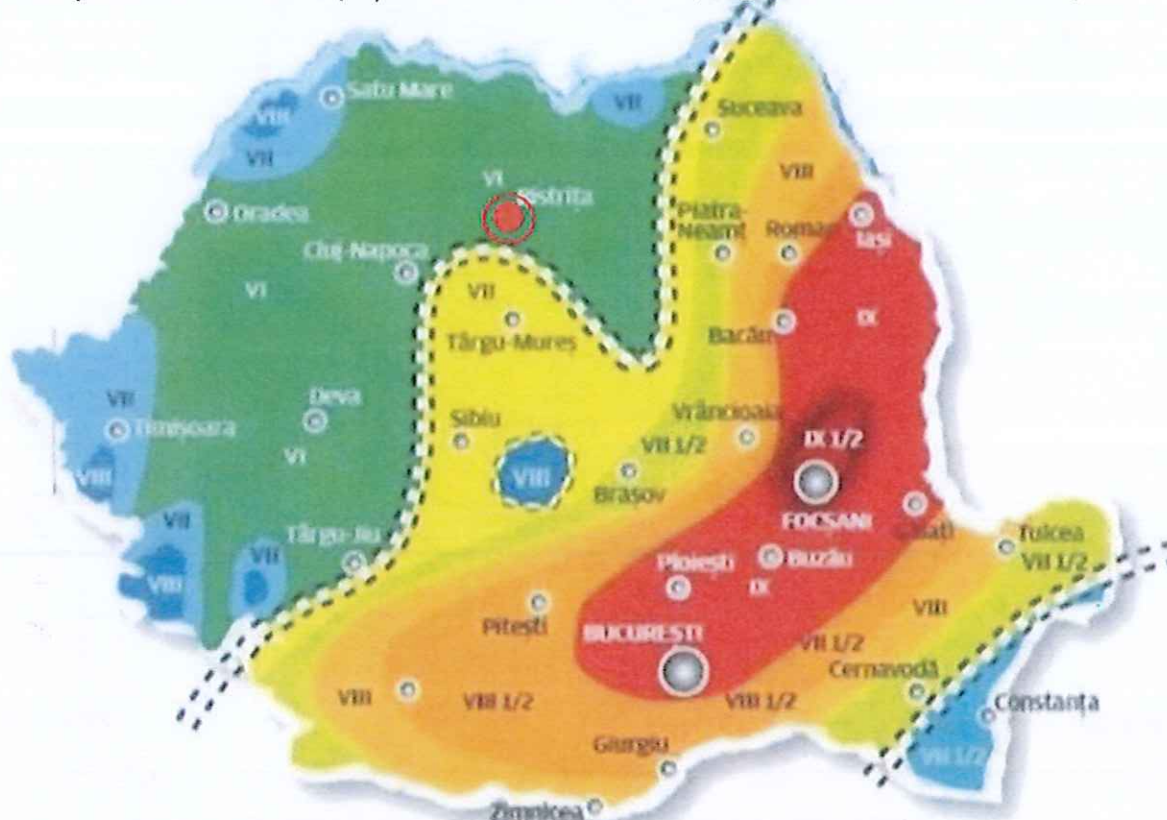 Satu Mare
VII
VIII
Suceava
VII
VI
Bistrița
VIII
Oradea
Piatra-
Neamț
Roman
Iași
Cluj-Napoca
VI
VII
IX
Târgu-Mureș
Bacău
Deva
VII
Timișoara
Sibiu
Vrâncioaia
VII 1/2
IX 1/2
VI
VIII
VIII
Brașov
FOCȘANI
Galați
VII
Târgu-Jiu
Tulcea
VII 1/2
VII
VIII
Ploiești
Buzău
IX
Pitești
VIII
BUCUREȘTI
VII 1/2
Cernavodă
VIII
VIII 1/2
VIII 1/2
Constanța
Giurgiu
VII 1/2
Zimnicea